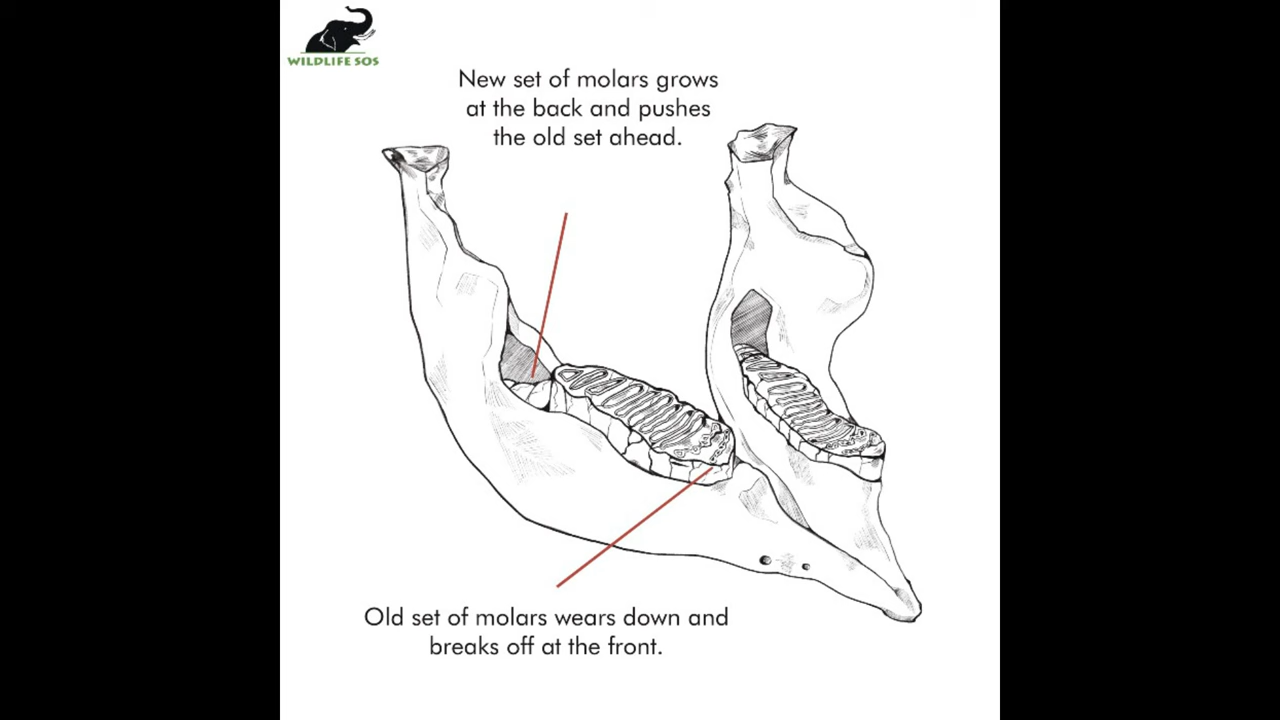 WILDLIFE SOS
New set of molars grows
at the back and pushes
the old set ahead.
Old set of molars wears down and
breaks off at the front.